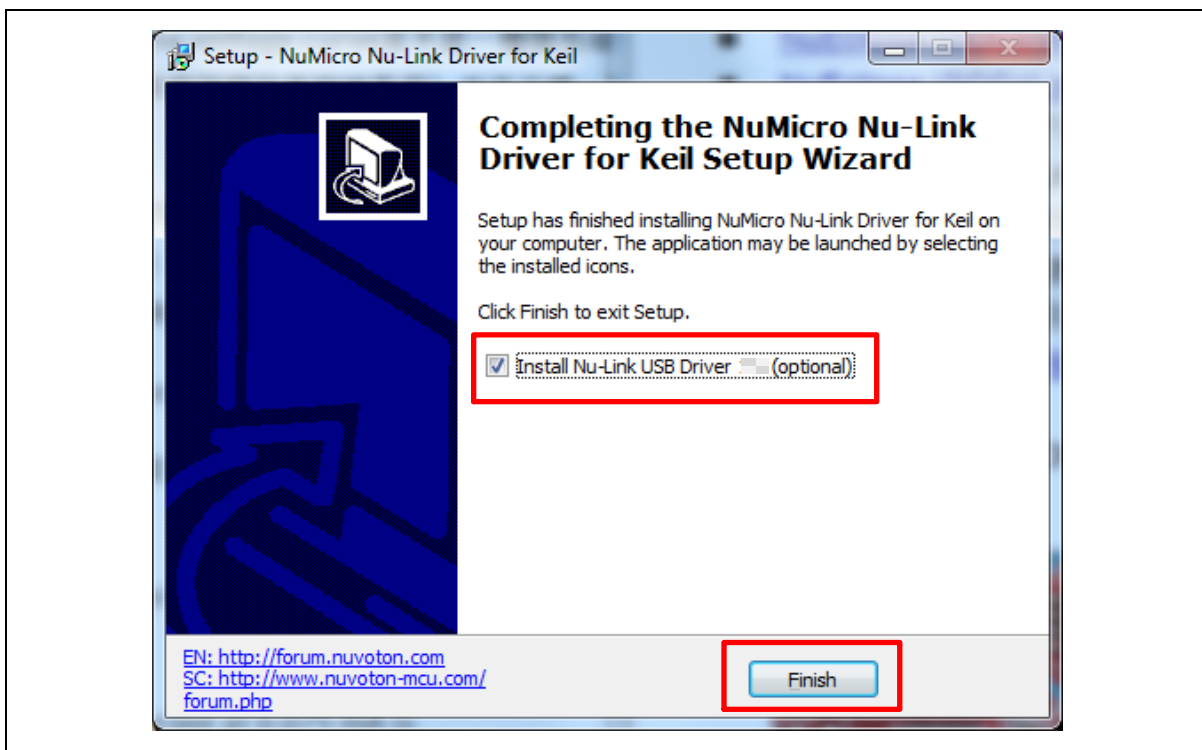 Setup - NuMicro Nu-Link Driver for Keil
Completing the NuMicro Nu-Link
Driver for Keil Setup Wizard
Setup has finished installing NuMicro Nu-Link Driver for Keil on
your computer. The application may be launched by selecting
the installed icons.
Click Finish to exit Setup.
Install Nu-Link USB Driver (optional)
EN: http://forum.nuvoton.com
SC: http://www.nuvoton-mcu.com/
forum.php
Finish